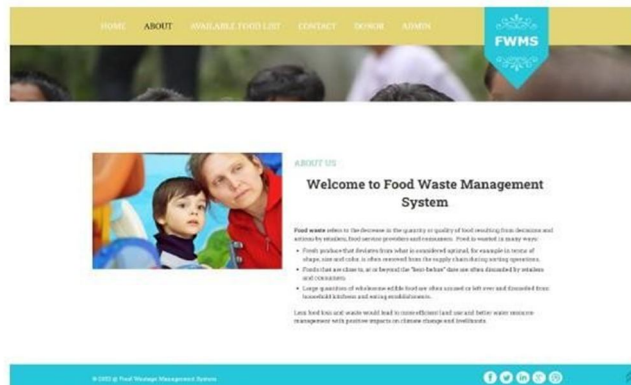 HOME ABOUT AVAILABLE FOOD LIST CONTACT DONOR ADMIN
FWMS
ABOUT US
Welcome to Food Waste Management
System
Food waste refers to the decrease in the quantity or quality of food resulting from decisions and
actions by retailers, food service providers and consumers. Food is wasted in many ways:
• Fresh produce that deviates from what is considered optimal, for example in terms of
shape, size and color, is often removed from the supply chain during sorting operations.
• Foods that are close to, at or beyond the "best-before" date are often discarded by retailers
and consumers.
• Large quantities of wholesome edible food are often unused or left over and discarded from
household kitchens and eating establishments.
Less food loss and waste would lead to more efficient land use and better water resource
management with positive impacts on climate change and livelihoods.
© 2022 @ Food Wastage Management System